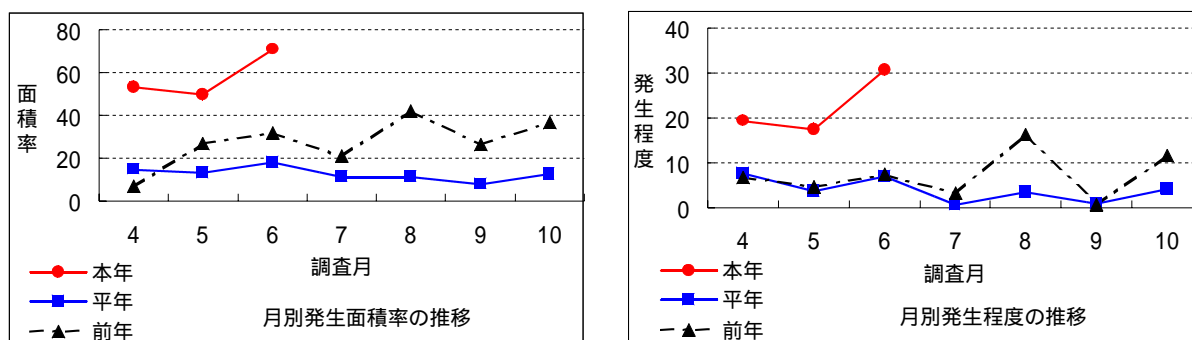 80
60
40
20
0
面積率
4 5 6 7 8 9 10
調査月
本年
平年
前年
月別発生面積率の推移
40
30
20
10
0
発生程度
4 5 6 7 8 9 10
調査月
本年
平年
前年
月別発生程度の推移